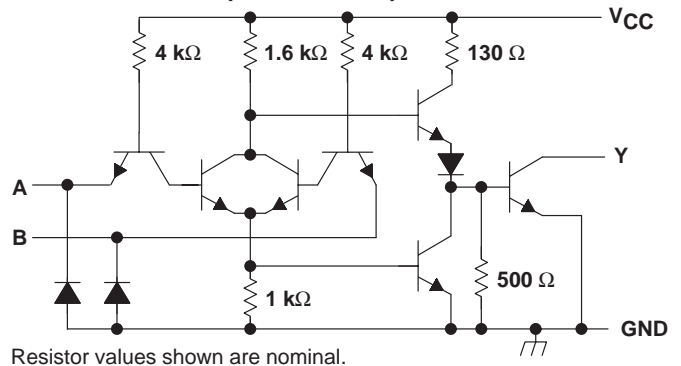 VCC
4 kΩ 1.6 kΩ 4 kΩ 130 Ω
A
Y
B
500 Ω
1 kΩ
GND
Resistor values shown are nominal.